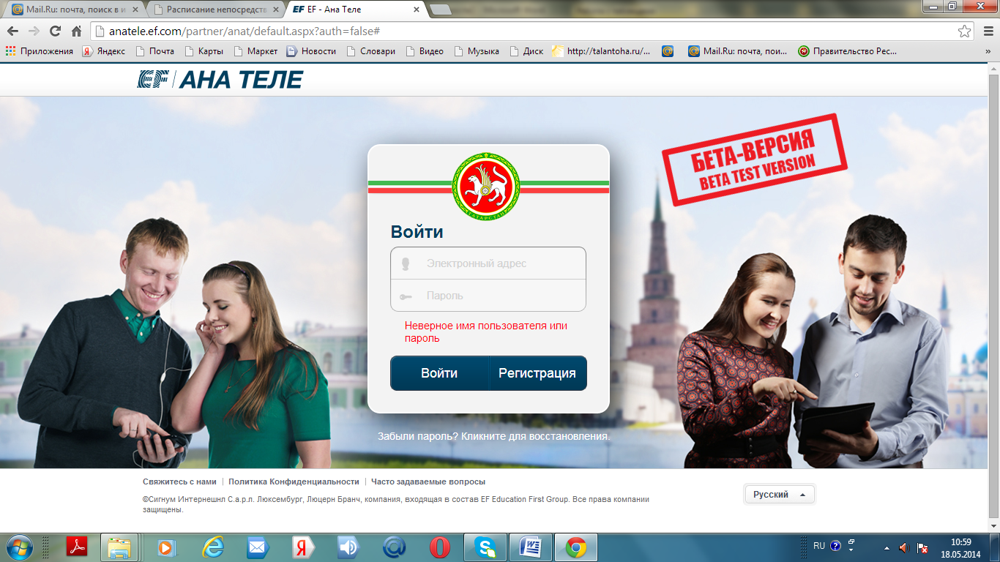 Mail.Ru: почта, поиск в и
Расписание непосредств
EF EF - Ана Теле
anatele.ef.com/partner/anat/default.aspx?auth=false#
Приложения Яндекс Почта Карты Маркет Новости Словари Видео Музыка Диск http://talantoha.ru/... Mail.Ru: почта, пои... Правительство Рес... »
EF АНА ТЕЛЕ
БЕТА-ВЕРСИЯ
BETA TEST VERSION
ТАТАРСТАН
Войти
Электронный адрес
Пароль
Неверное имя пользователя или
пароль
Войти Регистрация
Забыли пароль? Кликните для восстановления.
Свяжитесь с нами | Политика Конфиденциальности | Часто задаваемые вопросы
©Сигнум Интернешнл С.а.р.л. Люксембург, Люцерн Бранч, компания, входящая в состав EF Education First Group. Все права компании
защищены.
Русский
RU
10:59
18.05.2014